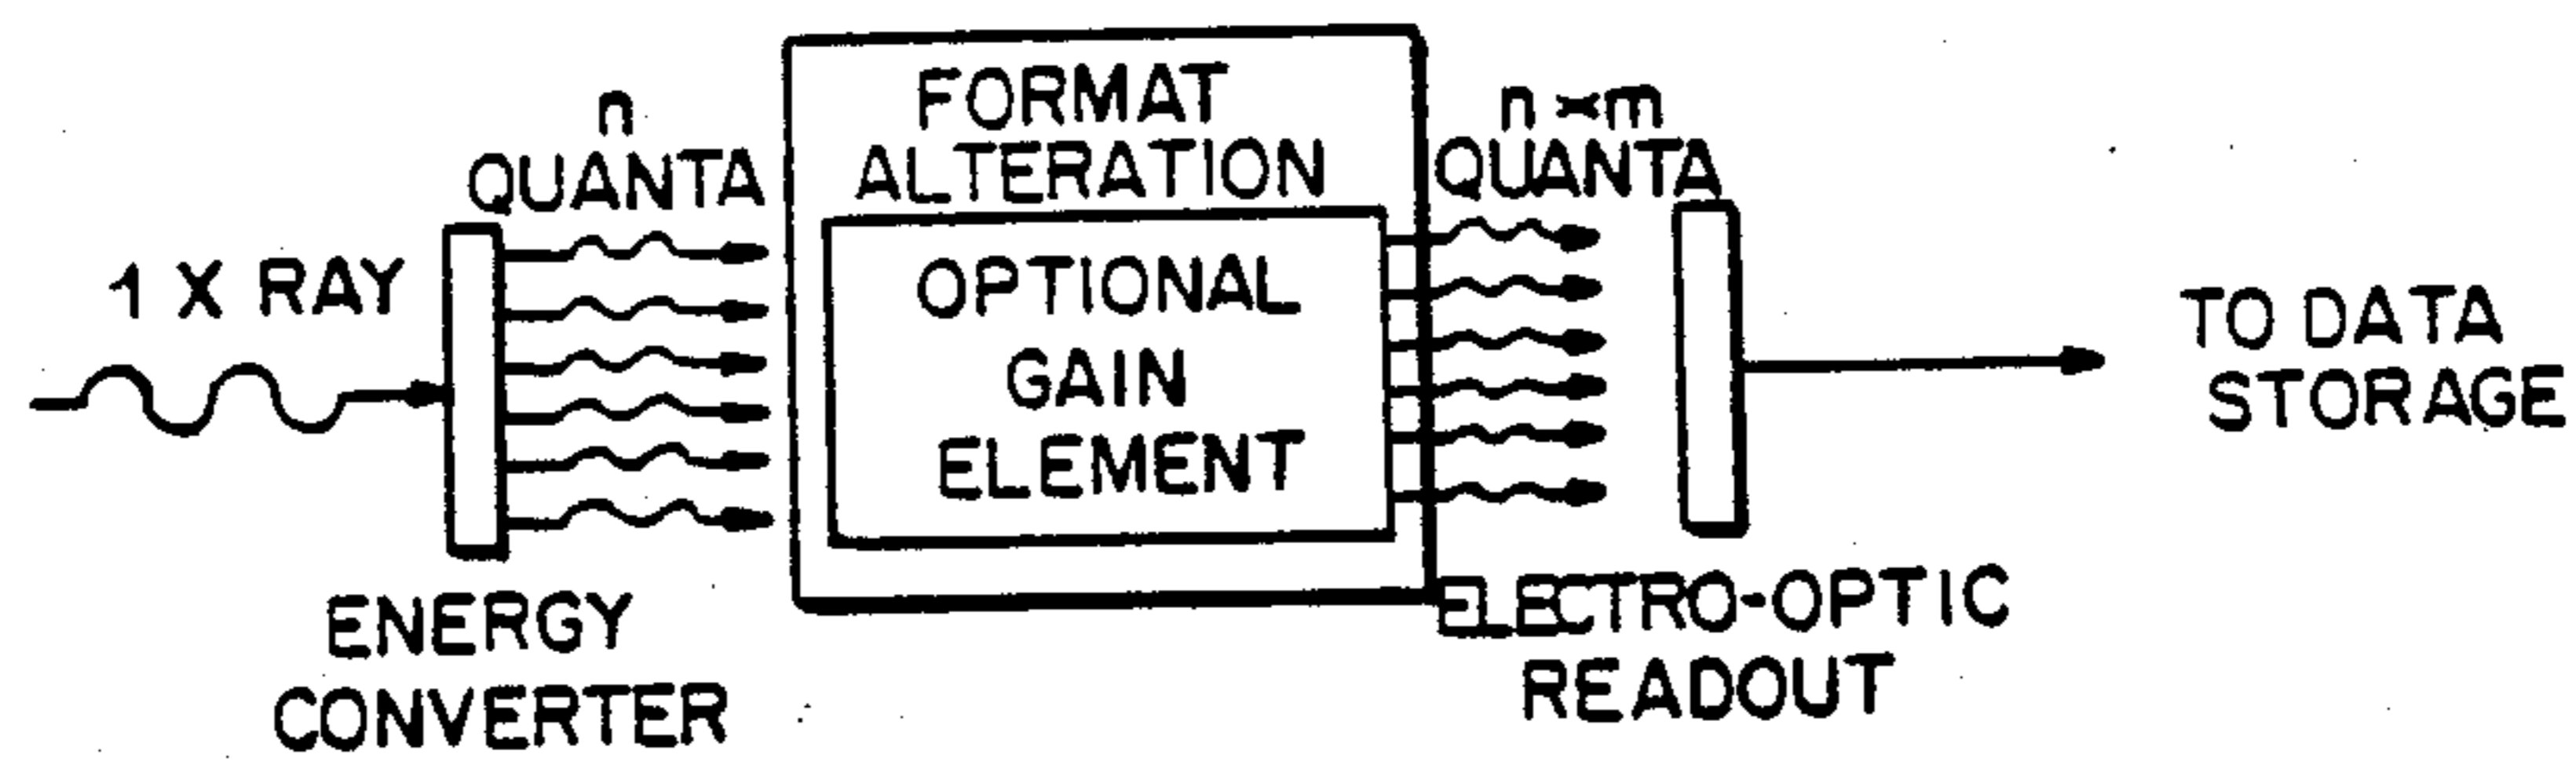 1 X RAY
n
QUANTA
ENERGY
CONVERTER
FORMAT
ALTERATION
OPTIONAL
GAIN
ELEMENT
n x m
QUANTA
ELECTRO-OPTIC
READOUT
TO DATA
STORAGE